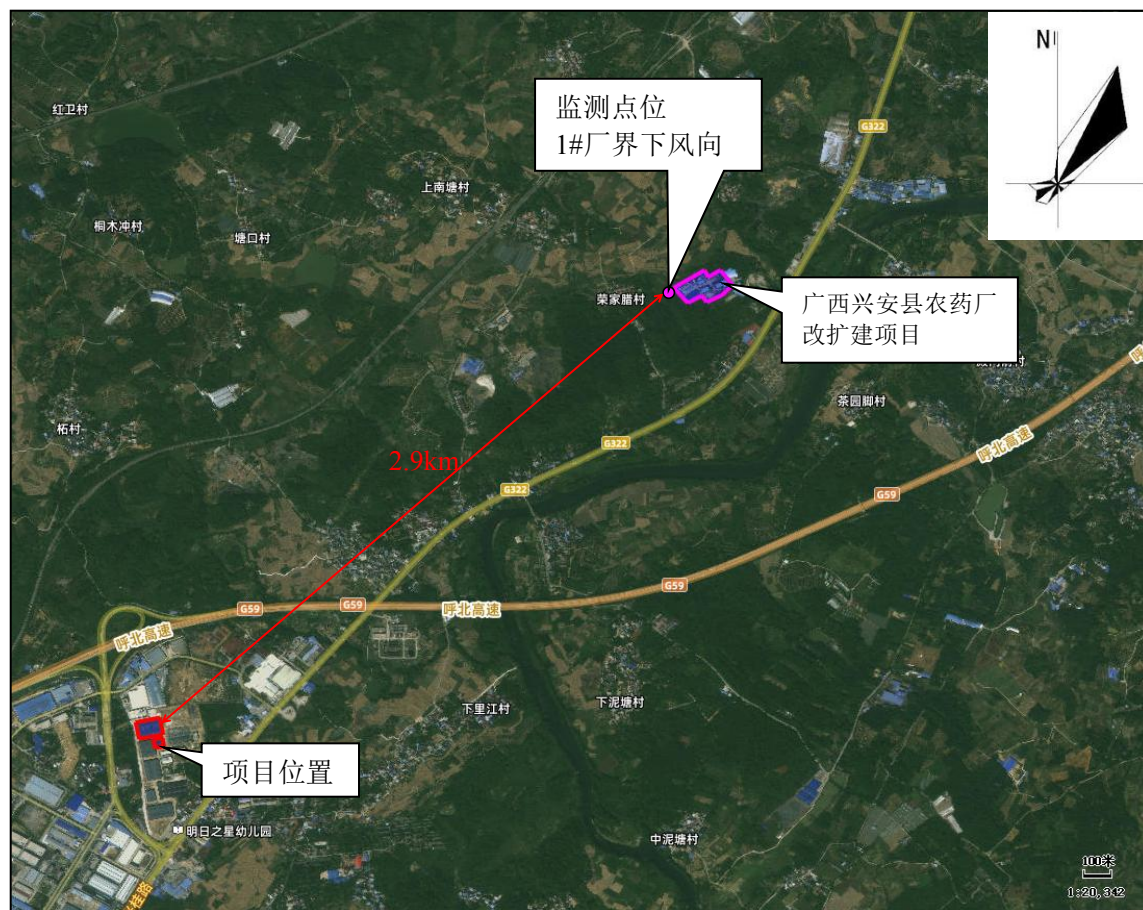 N
红卫村
监测点位
1#厂界下风向
G322
上南塘村
桐木冲村
塘口村
荣家腊村
广西兴安县农药厂
改扩建项目
茶园脚村
柘村
G322
呼北高速
2.9km
G322
G59
G59
G59
G59
呼北高速
呼北高速
下里江村
下泥塘村
项目位置
明日之星幼儿园
中泥塘村
100米
1:20,342